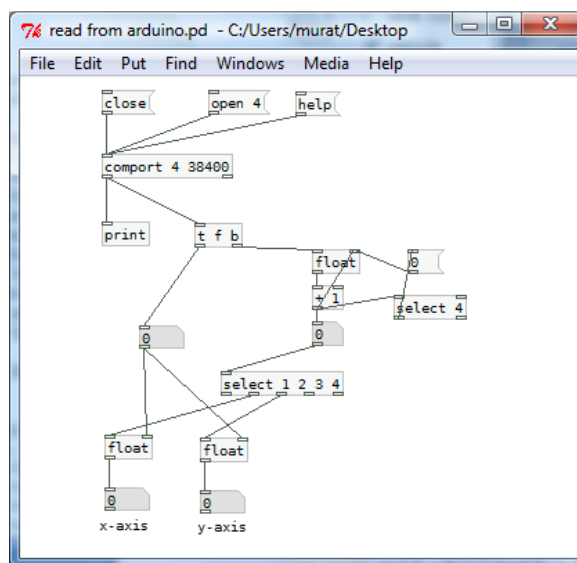 read from arduino.pd - C:/Users/murat/Desktop
File Edit Put Find Windows Media Help
close
open 4
help
comport 4 38400
print
t f b
float
0
+ 1
select 4
0
0
select 1 2 3 4
float
float
0
0
x-axis
y-axis